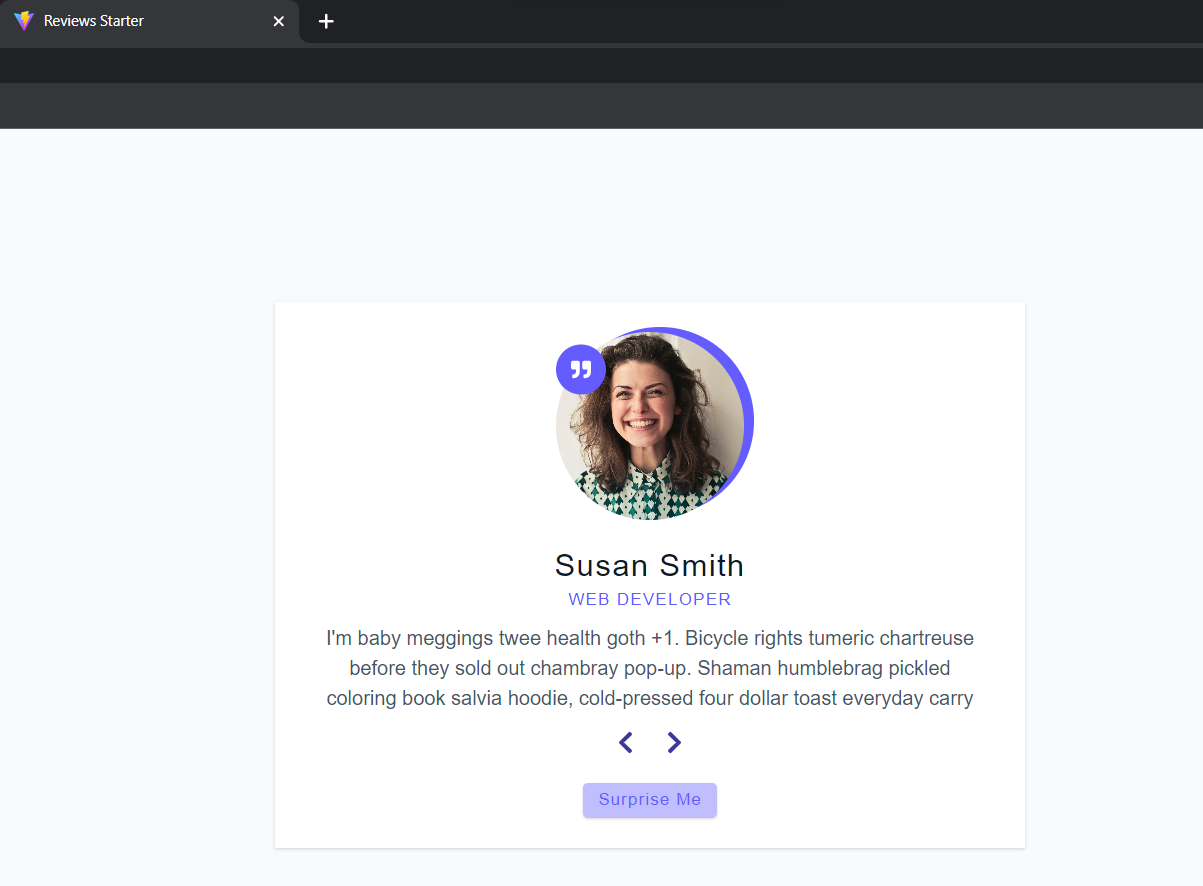 Reviews Starter
Susan Smith
WEB DEVELOPER
I'm baby meggings twee health goth +1. Bicycle rights tumeric chartreuse
before they sold out chambray pop-up. Shaman humblebrag pickled
coloring book salvia hoodie, cold-pressed four dollar toast everyday carry
Surprise Me